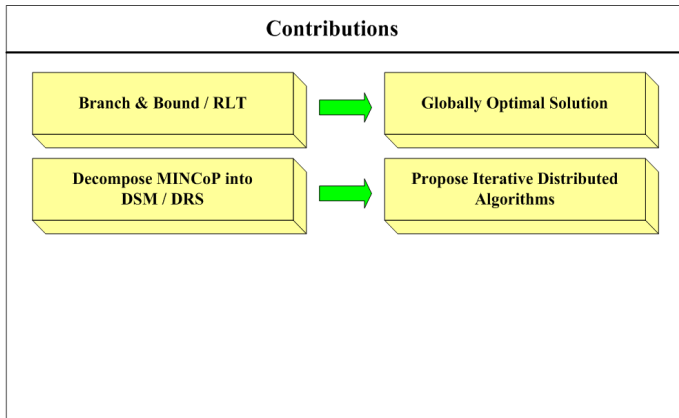 Contributions
Branch & Bound / RLT
Globally Optimal Solution
Decompose MINCoP into
DSM / DRS
Propose Iterative Distributed
Algorithms